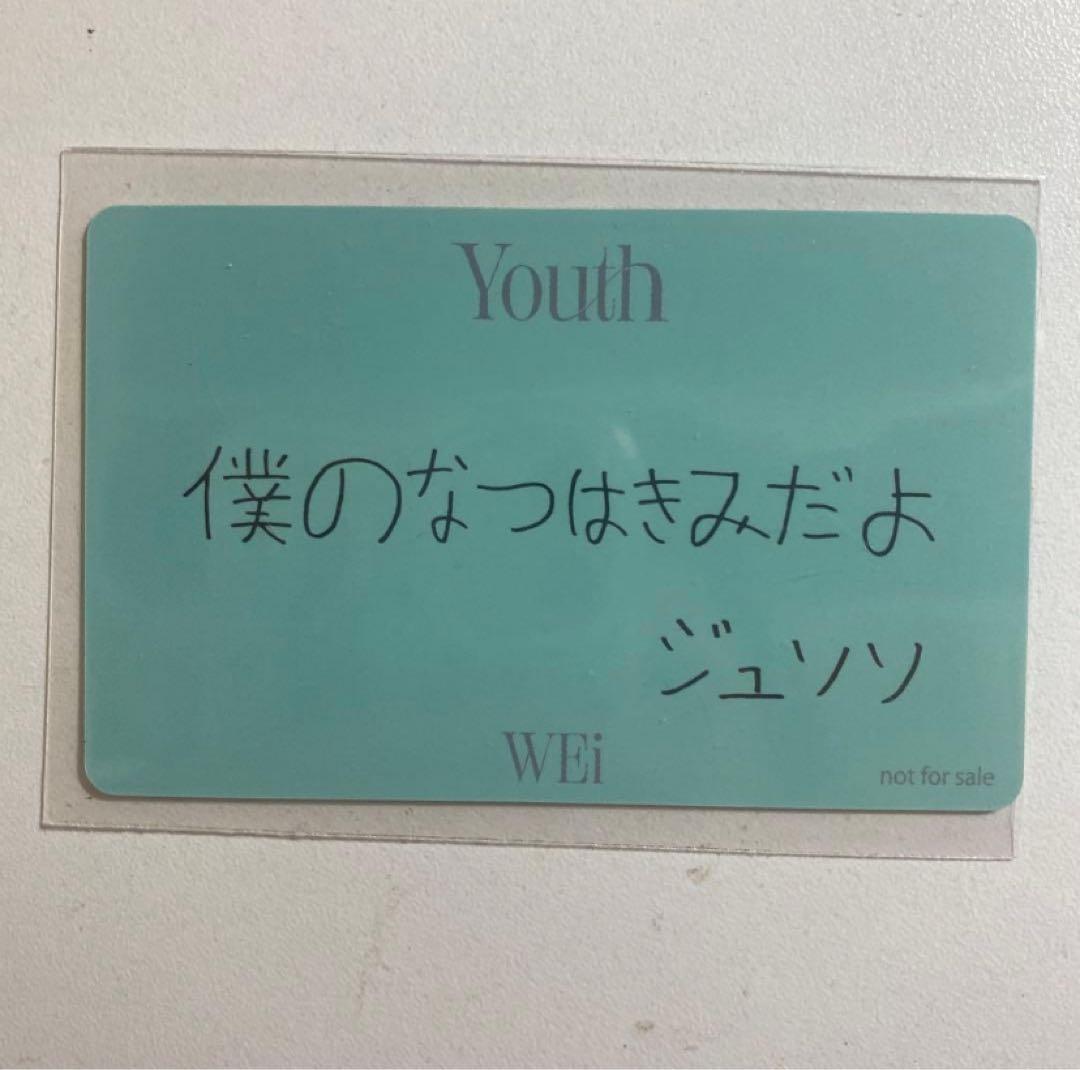 Youth
僕のなつはきみだよ
ジュソソ
WEi
not for sale